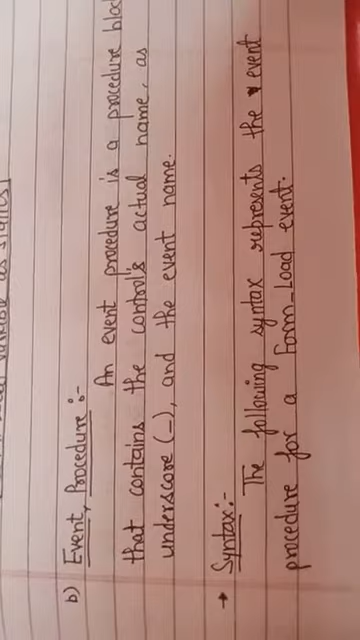 b) Event Procedure :-
An event procedure is a procedure block
that contains the control's actual name, as
underscore (_), and the event name.
→ Syntax:-
The following syntax represents the event
procedure for a Form_Load event.